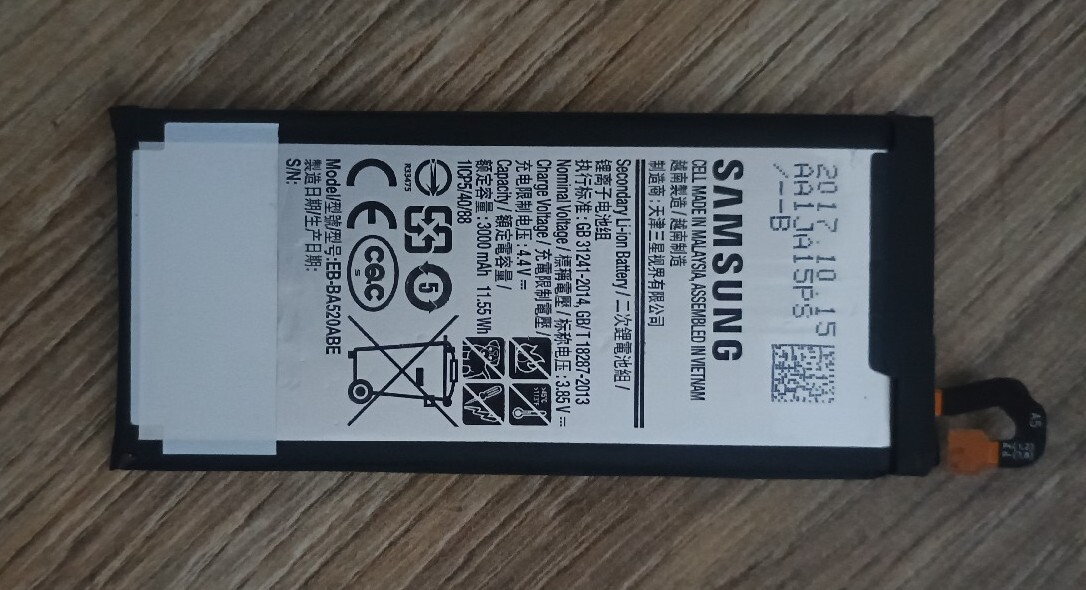 2017.10.15
AA1JA15PS
/--B
SAMSUNG
CELL MADE IN MALAYSIA, ASSEMBLED IN VIETNAM
越南製造 / 越南制造
制造商 : 天津三星视界有限公司
Secondary Li-ion Battery / 二次鋰電池組 /
锂离子电池组
执行标准 : GB 31241-2014, GB/T 18287-2013
Nominal Voltage / 標稱電壓 / 标称电压 : 3.85 V
Charge Voltage / 充電限制電壓 /
充电限制电压 : 4.4 V
Capacity / 額定電容量 /
额定容量 : 3000 mAh 11.55 Wh
1ICP5/40/88
R33475
CE
CQC
S
5
Model/型號/型号:EB-BA520ABE
製造日期/生产日期:
S/N:
A5